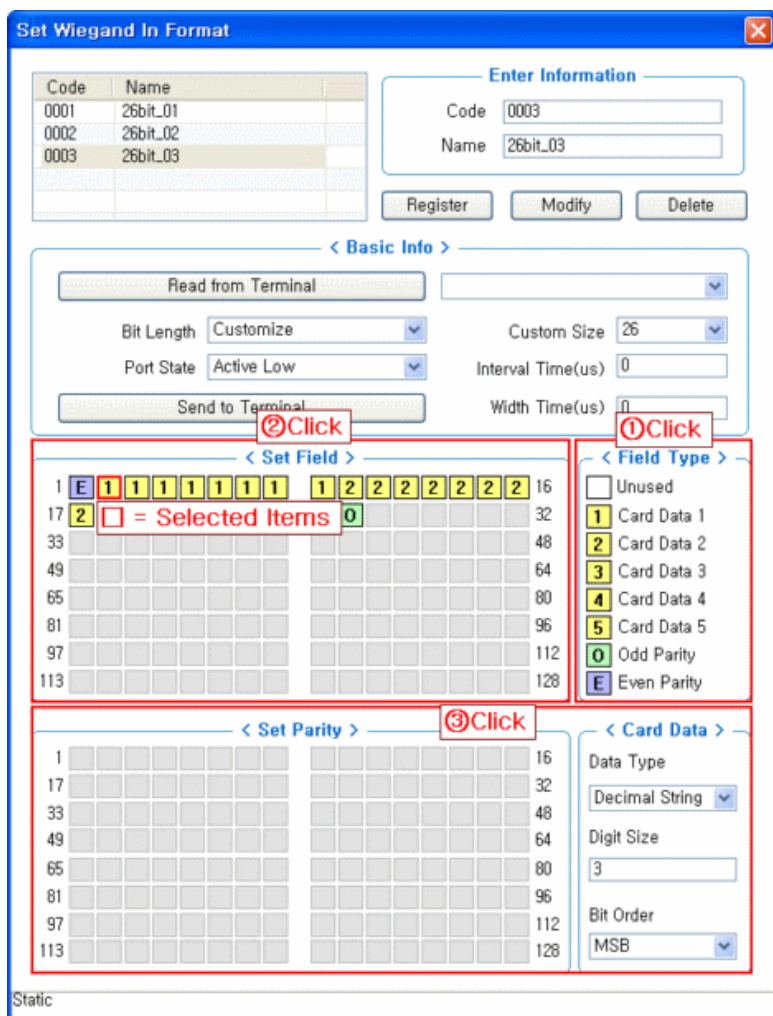 Set Wiegand In Format
Code Name
0001 26bit_01
0002 26bit_02
0003 26bit_03
Enter Information
Code 0003
Name 26bit_03
Register Modify Delete
< Basic Info >
Read from Terminal
Bit Length Customize Custom Size 26
Port State Active Low Interval Time(us) 0
Send to Terminal Width Time(us) 0
②Click ①Click
< Set Field >
1 E 1 1 1 1 1 1 1 1 2 2 2 2 2 2 2 16
17 2 □ = Selected Items O 32
33 48
49 64
65 80
81 96
97 112
113 128
< Field Type >
Unused
1 Card Data 1
2 Card Data 2
3 Card Data 3
4 Card Data 4
5 Card Data 5
O Odd Parity
E Even Parity
③Click
< Set Parity >
1 16
17 32
33 48
49 64
65 80
81 96
97 112
113 128
< Card Data >
Data Type
Decimal String
Digit Size
3
Bit Order
MSB
Static